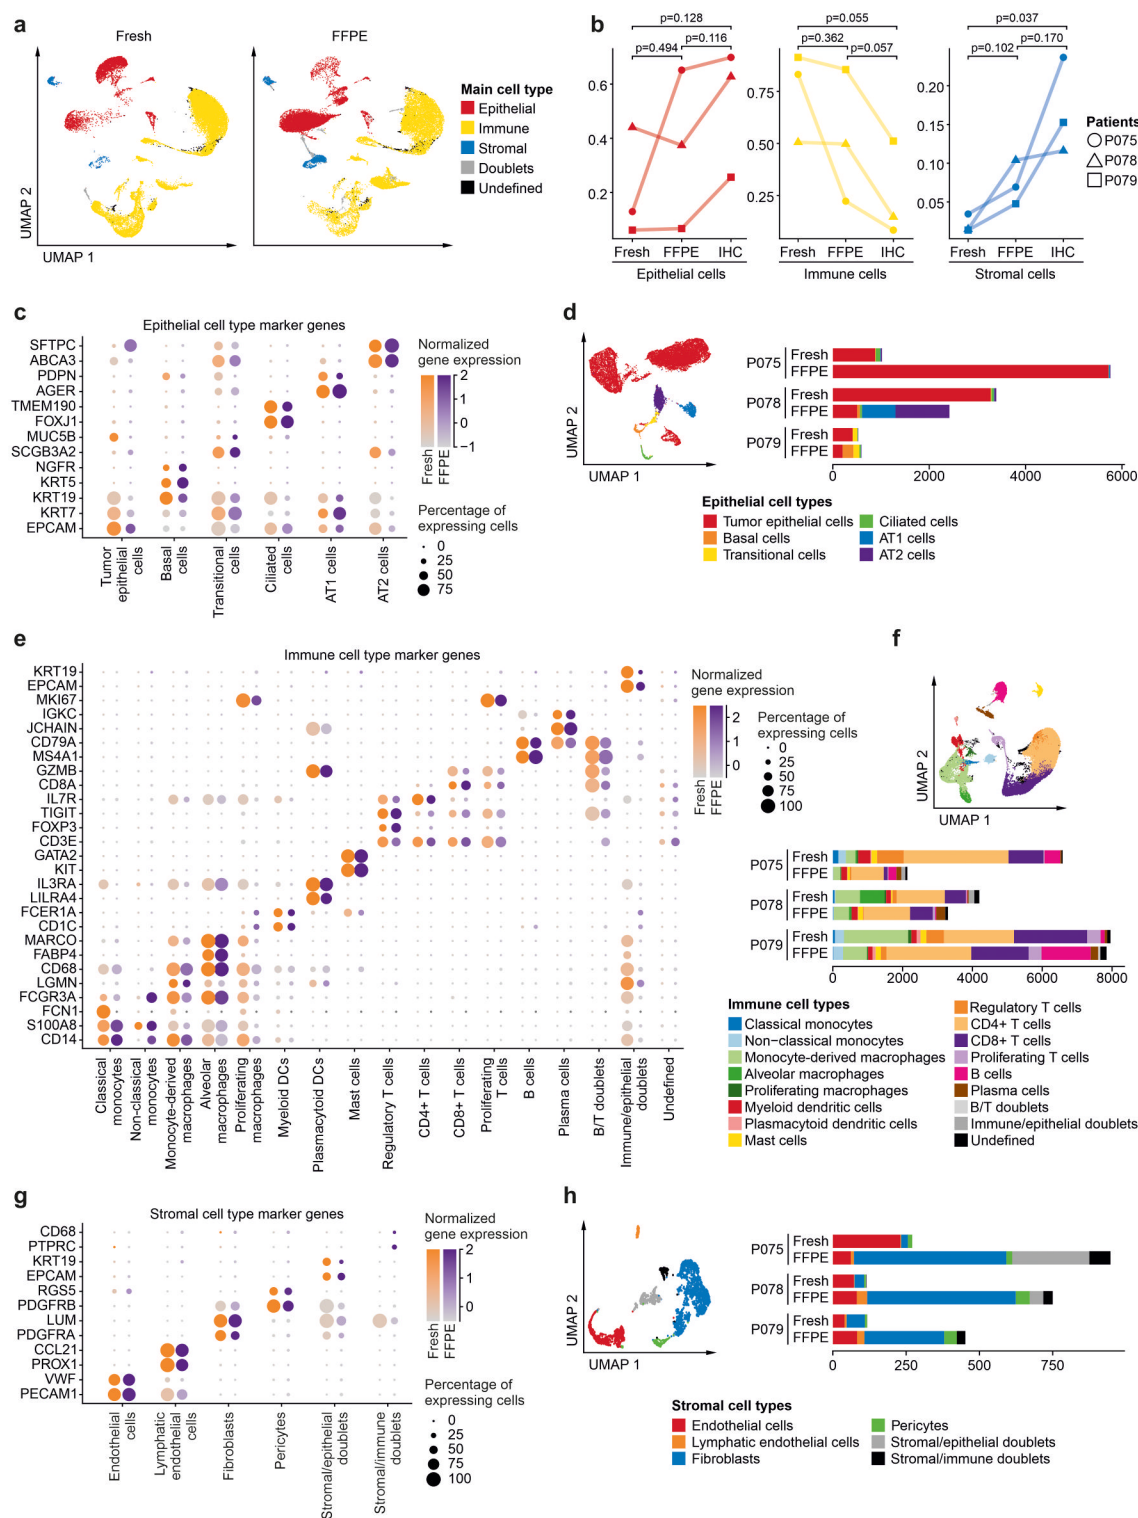 a
Fresh
FFPE
UMAP 2
UMAP 1
Main cell type
Epithelial
Immune
Stromal
Doublets
Undefined
b
p=0.128
p=0.494
p=0.116
0.6
0.4
0.2
Fresh FFPE IHC
Epithelial cells
p=0.055
p=0.362
p=0.057
0.75
0.50
0.25
Fresh FFPE IHC
Immune cells
p=0.037
p=0.102
p=0.170
0.20
0.15
0.10
0.05
Fresh FFPE IHC
Stromal cells
Patients
P075
P078
P079
c
Epithelial cell type marker genes
SFTPC
ABCA3
PDPN
AGER
TMEM190
FOXJ1
MUC5B
SCGB3A2
NGFR
KRT5
KRT19
KRT7
EPCAM
Tumor epithelial cells
Basal cells
Transitional cells
Ciliated cells
AT1 cells
AT2 cells
Normalized gene expression
2
1
0
−1
Fresh
FFPE
Percentage of expressing cells
0
25
50
75
d
UMAP 2
UMAP 1
P075
Fresh
FFPE
P078
Fresh
FFPE
P079
Fresh
FFPE
0 2000 4000 6000
Epithelial cell types
Tumor epithelial cells
Basal cells
Transitional cells
Ciliated cells
AT1 cells
AT2 cells
e
Immune cell type marker genes
KRT19
EPCAM
MKI67
IGKC
JCHAIN
CD79A
MS4A1
GZMB
CD8A
IL7R
TIGIT
FOXP3
CD3E
GATA2
KIT
IL3RA
LILRA4
FCER1A
CD1C
MARCO
FABP4
CD68
LGMN
FCGR3A
FCN1
S100A8
CD14
Classical monocytes
Non-classical monocytes
Monocyte-derived macrophages
Alveolar macrophages
Proliferating macrophages
Myeloid DCs
Plasmacytoid DCs
Mast cells
Regulatory T cells
CD4+ T cells
CD8+ T cells
Proliferating T cells
B cells
Plasma cells
B/T doublets
Immune/epithelial doublets
Undefined
Normalized gene expression
2
1
0
Fresh
FFPE
Percentage of expressing cells
0
25
50
75
100
f
UMAP 2
UMAP 1
P075
Fresh
FFPE
P078
Fresh
FFPE
P079
Fresh
FFPE
0 2000 4000 6000 8000
Immune cell types
Classical monocytes
Non−classical monocytes
Monocyte-derived macrophages
Alveolar macrophages
Proliferating macrophages
Myeloid dendritic cells
Plasmacytoid dendritic cells
Mast cells
Regulatory T cells
CD4+ T cells
CD8+ T cells
Proliferating T cells
B cells
Plasma cells
B/T doublets
Immune/epithelial doublets
Undefined
g
Stromal cell type marker genes
CD68
PTPRC
KRT19
EPCAM
RGS5
PDGFRB
LUM
PDGFRA
CCL21
PROX1
VWF
PECAM1
Endothelial cells
Lymphatic endothelial cells
Fibroblasts
Pericytes
Stromal/epithelial doublets
Stromal/immune doublets
Normalized gene expression
2
1
0
Fresh
FFPE
Percentage of expressing cells
0
25
50
75
100
h
UMAP 2
UMAP 1
P075
Fresh
FFPE
P078
Fresh
FFPE
P079
Fresh
FFPE
0 250 500 750
Stromal cell types
Endothelial cells
Lymphatic endothelial cells
Fibroblasts
Pericytes
Stromal/epithelial doublets
Stromal/immune doublets